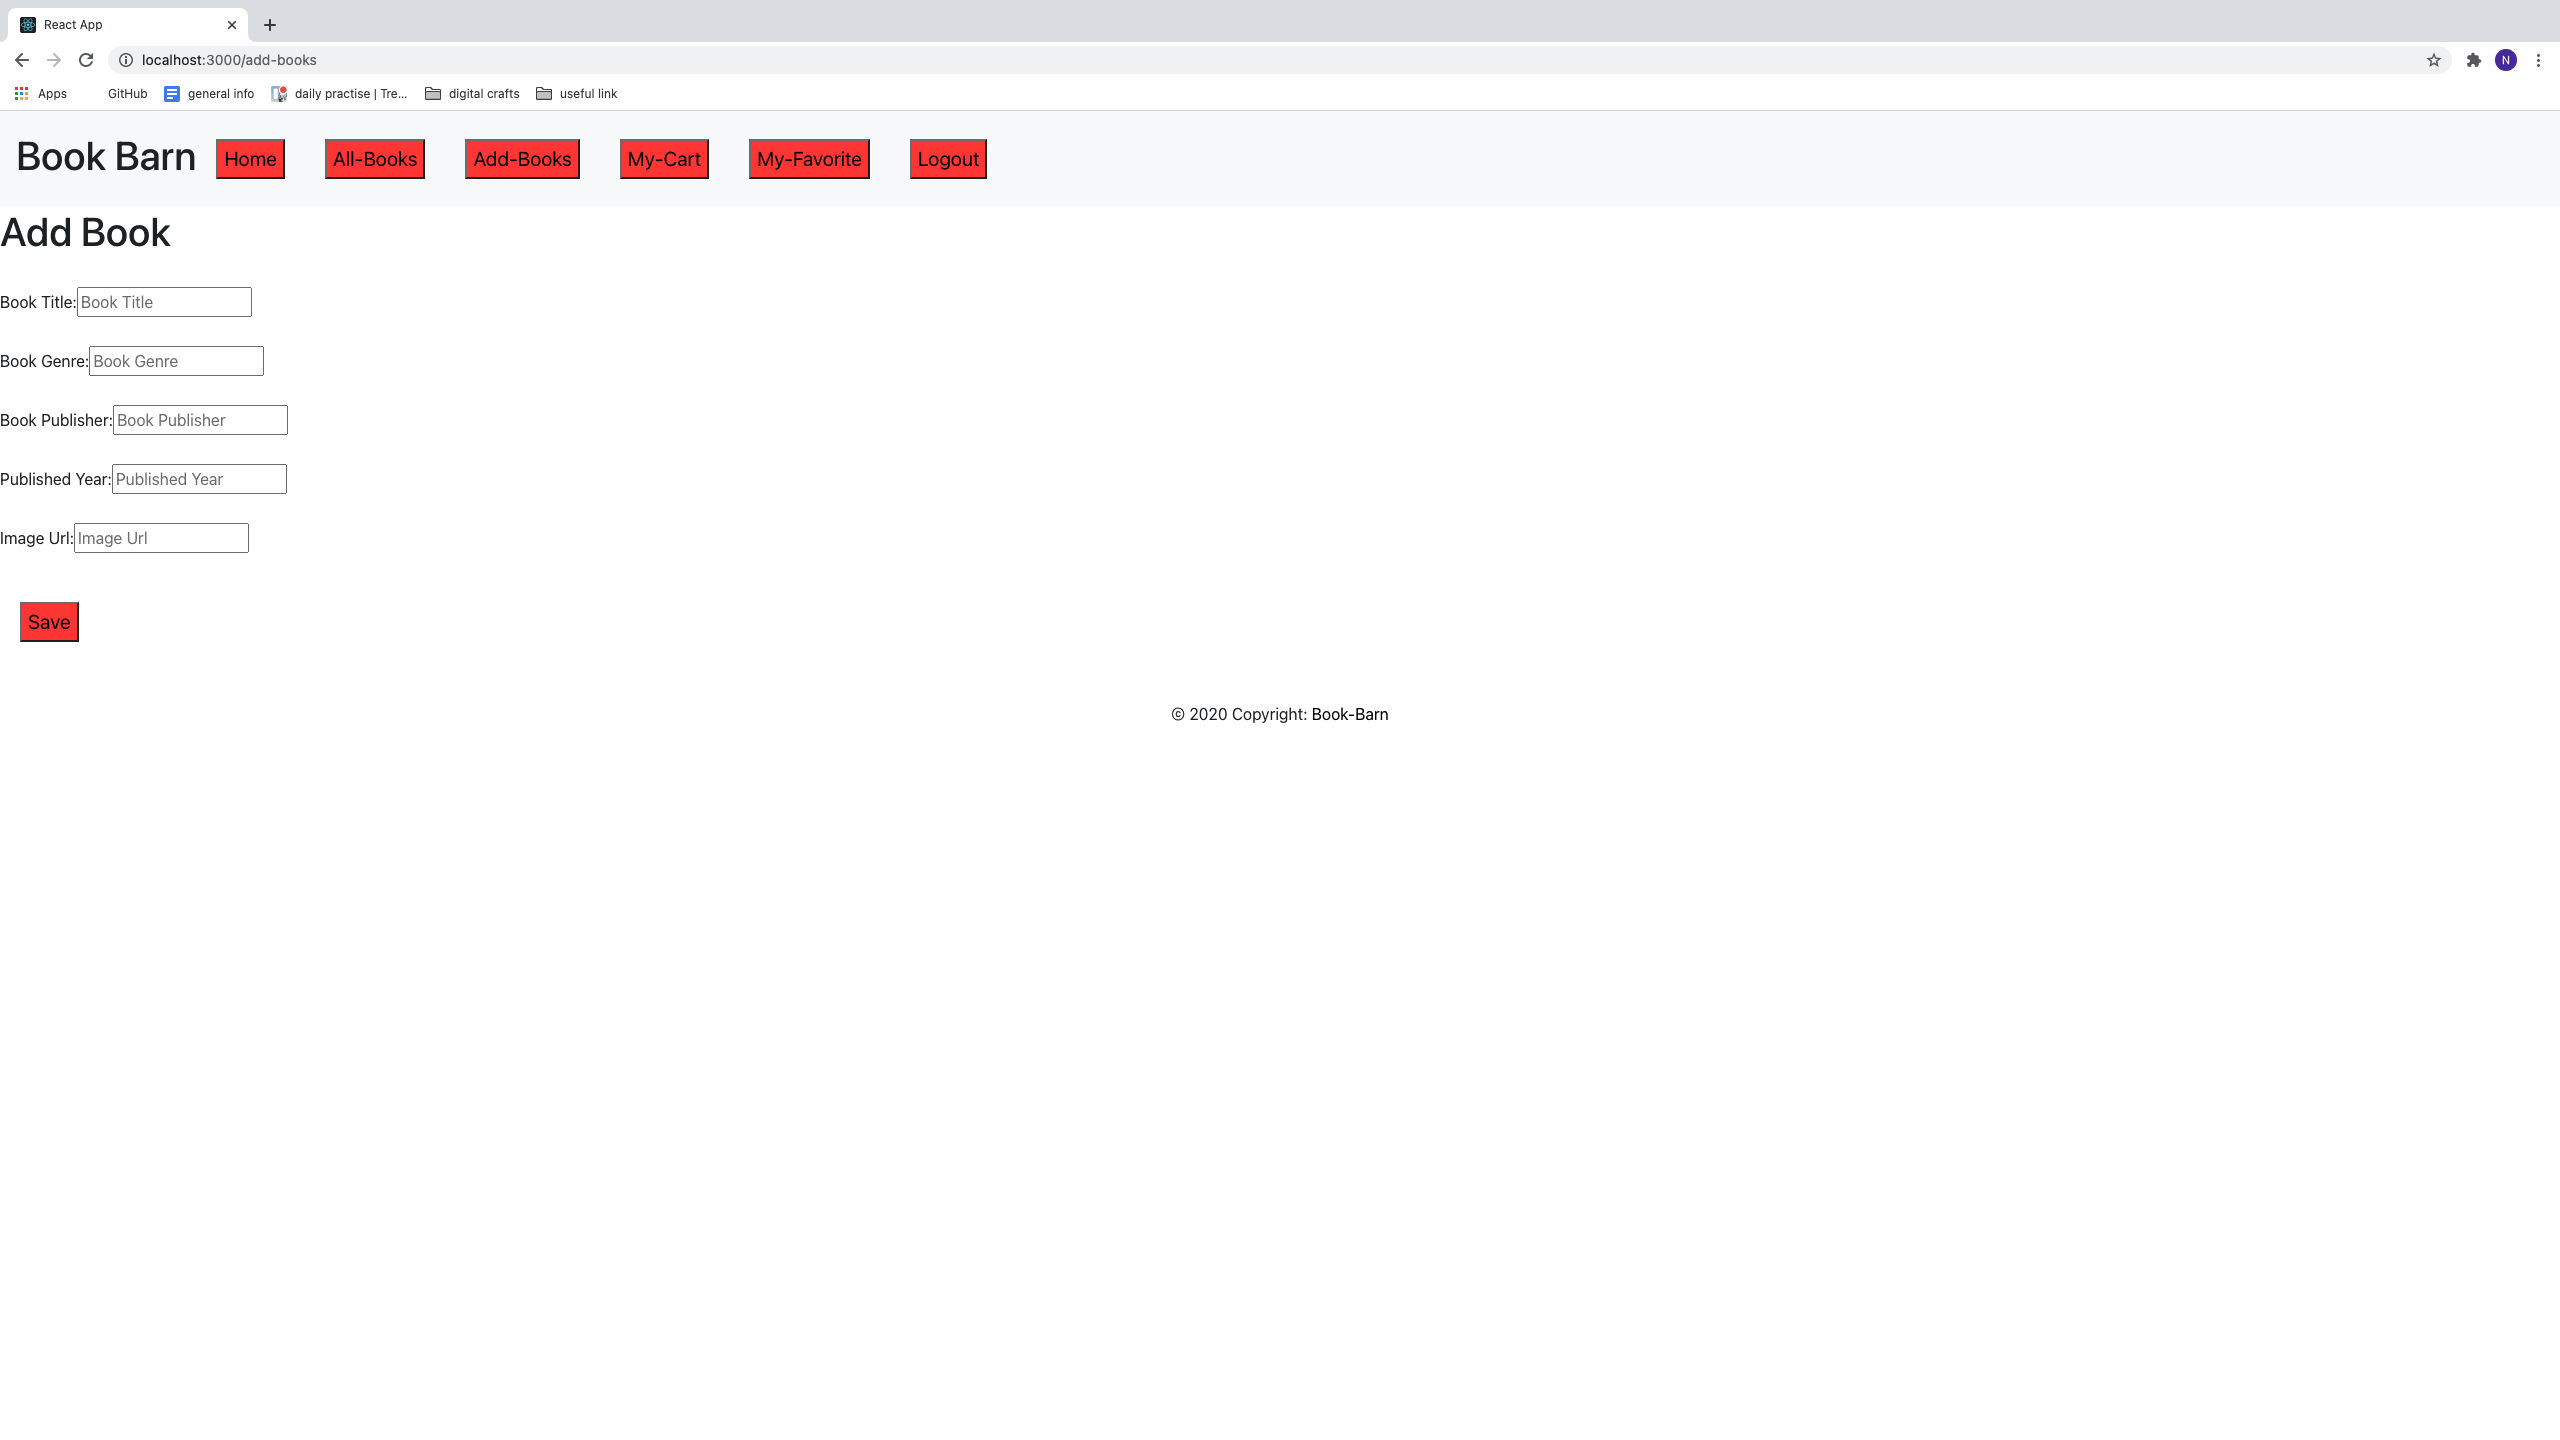 React App
localhost:3000/add-books
N
Apps GitHub general info daily practise | Tre... digital crafts useful link
Book Barn Home All-Books Add-Books My-Cart My-Favorite Logout
Add Book
Book Title: Book Title
Book Genre: Book Genre
Book Publisher: Book Publisher
Published Year: Published Year
Image Url: Image Url
Save
© 2020 Copyright: Book-Barn